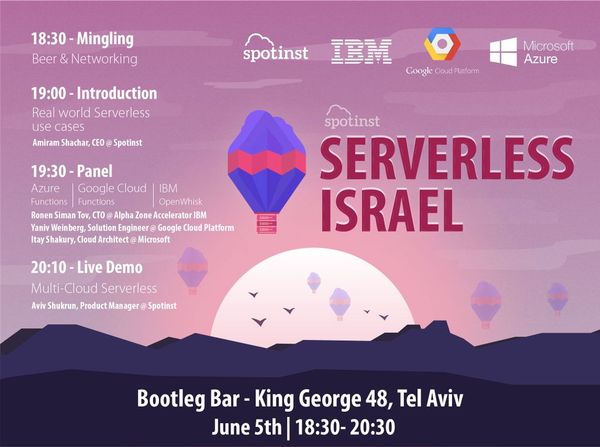 18:30 - Mingling
Beer & Networking
19:00 - Introduction
Real world Serverless
use cases
Amiram Shachar, CEO @ Spotinst
19:30 - Panel
Azure | Google Cloud | IBM
Functions | Functions | OpenWhisk
Ronen Siman Tov, CTO @ Alpha Zone Accelerator IBM
Yaniv Weinberg, Solution Engineer @ Google Cloud Platform
Itay Shakury, Cloud Architect @ Microsoft
20:10 - Live Demo
Multi-Cloud Serverless
Aviv Shukrun, Product Manager @ Spotinst
spotinst
IBM
Google Cloud Platform
Microsoft
Azure
spotinst
SERVERLESS
ISRAEL
Bootleg Bar - King George 48, Tel Aviv
June 5th | 18:30- 20:30